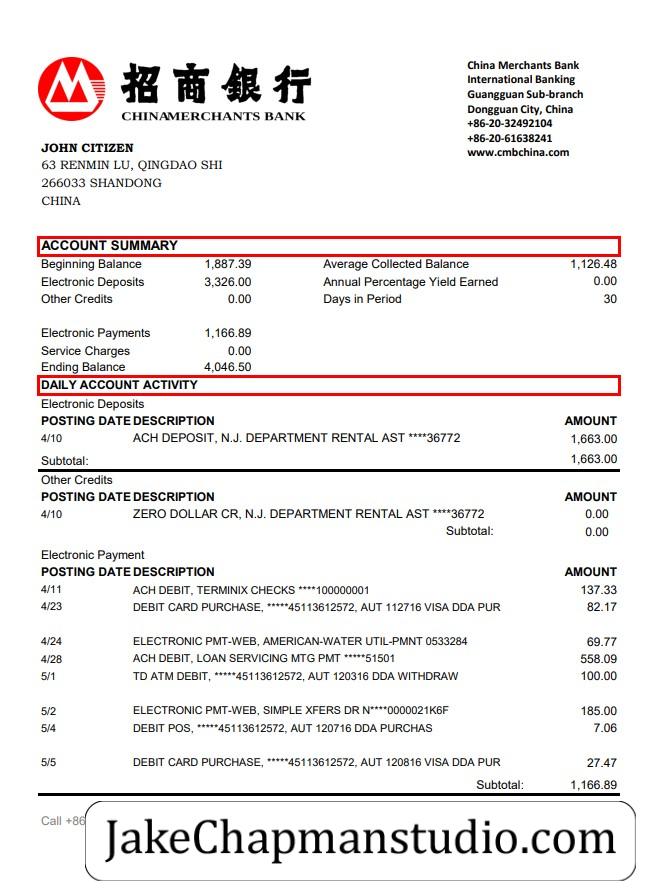 招商銀行
CHINAMERCHANTS BANK
China Merchants Bank
International Banking
Guangguan Sub-branch
Dongguan City, China
+86-20-32492104
+86-20-61638241
www.cmbchina.com
JOHN CITIZEN
63 RENMIN LU, QINGDAO SHI
266033 SHANDONG
CHINA
ACCOUNT SUMMARY
Beginning Balance 1,887.39 Average Collected Balance 1,126.48
Electronic Deposits 3,326.00 Annual Percentage Yield Earned 0.00
Other Credits 0.00 Days in Period 30
Electronic Payments 1,166.89
Service Charges 0.00
Ending Balance 4,046.50
DAILY ACCOUNT ACTIVITY
Electronic Deposits
POSTING DATE DESCRIPTION AMOUNT
4/10 ACH DEPOSIT, N.J. DEPARTMENT RENTAL AST ****36772 1,663.00
Subtotal: 1,663.00
Other Credits
POSTING DATE DESCRIPTION AMOUNT
4/10 ZERO DOLLAR CR, N.J. DEPARTMENT RENTAL AST ****36772 0.00
Subtotal: 0.00
Electronic Payment
POSTING DATE DESCRIPTION AMOUNT
4/11 ACH DEBIT, TERMINIX CHECKS ****100000001 137.33
4/23 DEBIT CARD PURCHASE, *****45113612572, AUT 112716 VISA DDA PUR 82.17
4/24 ELECTRONIC PMT-WEB, AMERICAN-WATER UTIL-PMNT 0533284 69.77
4/28 ACH DEBIT, LOAN SERVICING MTG PMT *****51501 558.09
5/1 TD ATM DEBIT, *****45113612572, AUT 120316 DDA WITHDRAW 100.00
5/2 ELECTRONIC PMT-WEB, SIMPLE XFERS DR N****0000021K6F 185.00
5/4 DEBIT POS, *****45113612572, AUT 120716 DDA PURCHAS 7.06
5/5 DEBIT CARD PURCHASE, *****45113612572, AUT 120816 VISA DDA PUR 27.47
Subtotal: 1,166.89
Call +86
JakeChapmanstudio.com